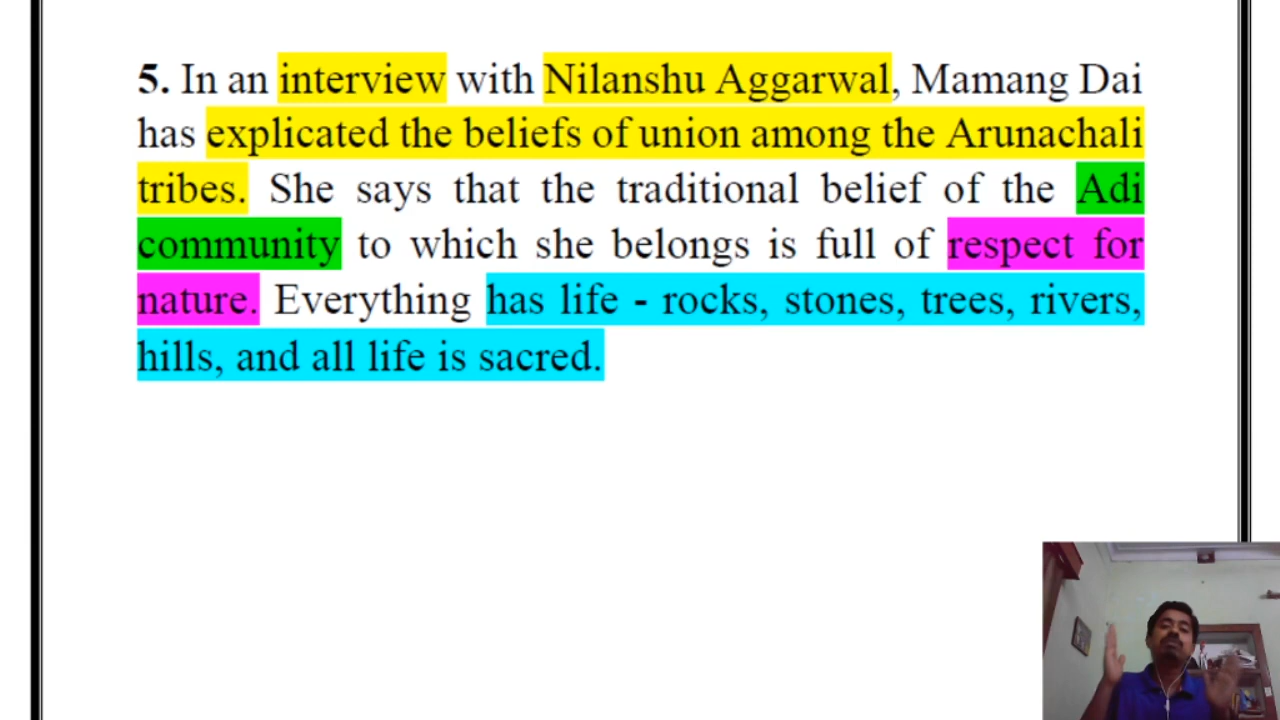 5. In an interview with Nilanshu Aggarwal, Mamang Dai
has explicated the beliefs of union among the Arunachali
tribes. She says that the traditional belief of the Adi
community to which she belongs is full of respect for
nature. Everything has life - rocks, stones, trees, rivers,
hills, and all life is sacred.